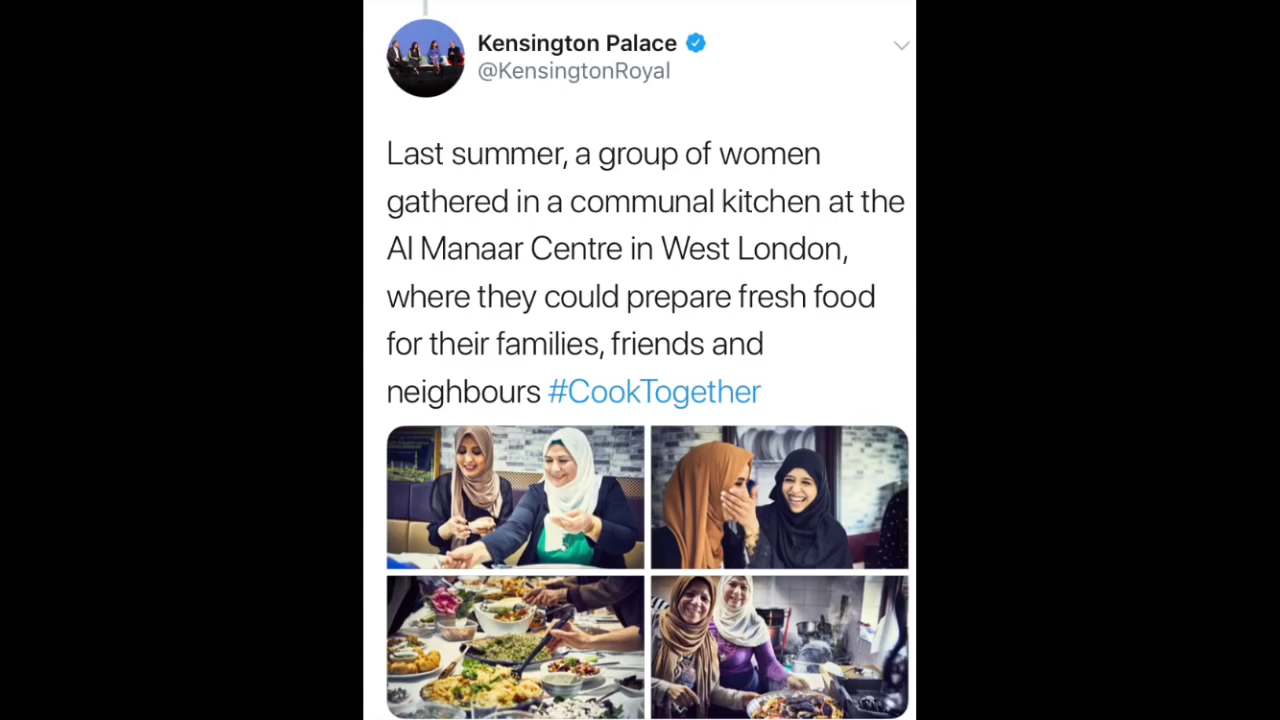 Kensington Palace
@KensingtonRoyal
Last summer, a group of women
gathered in a communal kitchen at the
Al Manaar Centre in West London,
where they could prepare fresh food
for their families, friends and
neighbours #CookTogether